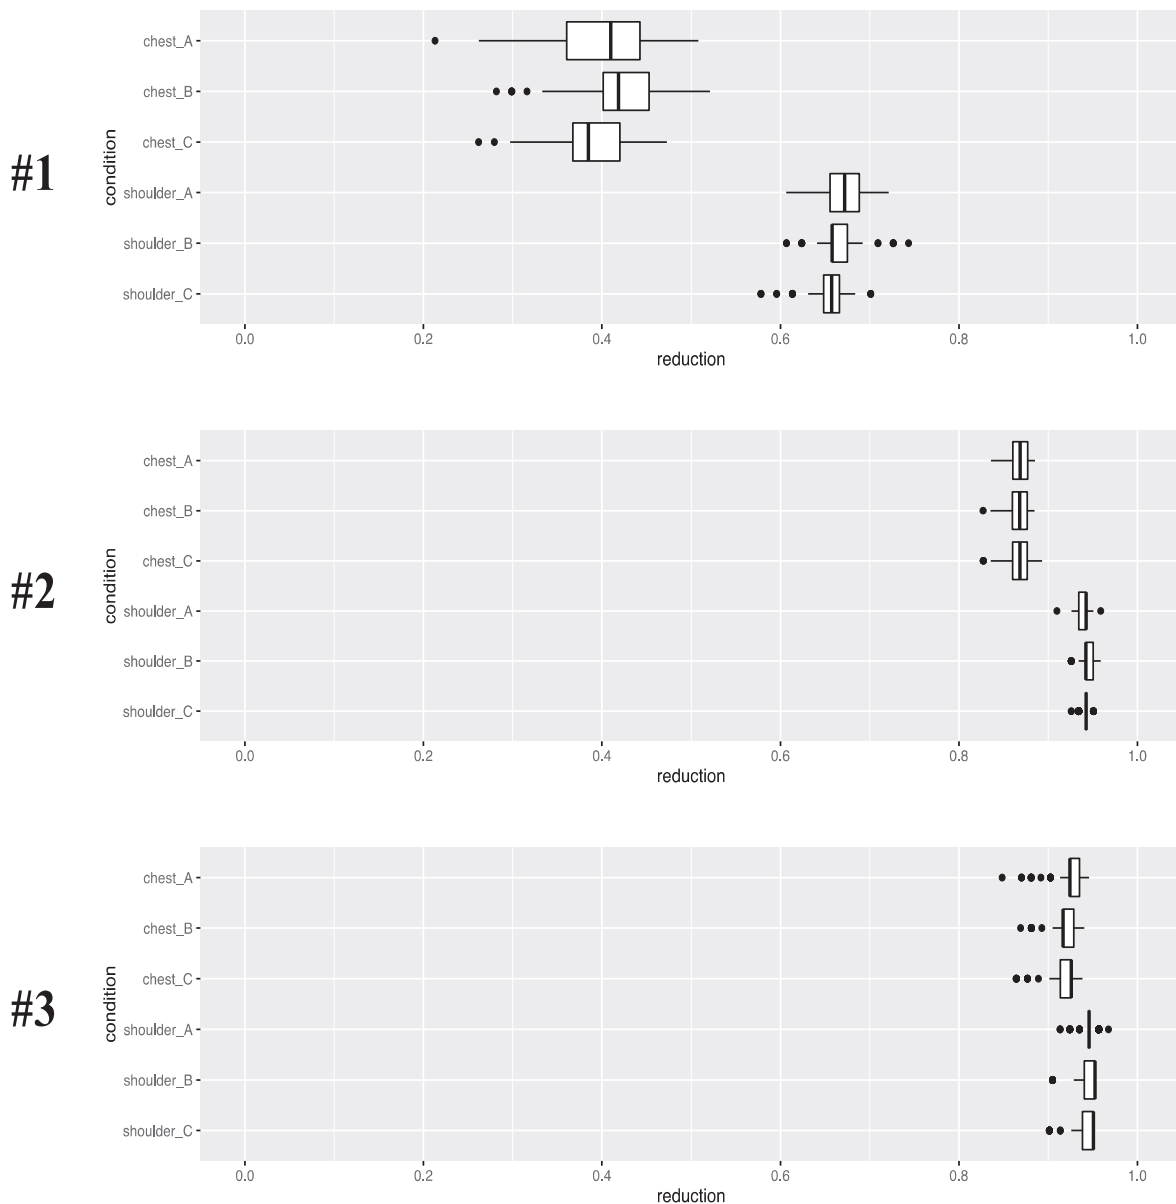 #1
condition
chest_A
chest_B
chest_C
shoulder_A
shoulder_B
shoulder_C
0.0 0.2 0.4 0.6 0.8 1.0
reduction
#2
condition
chest_A
chest_B
chest_C
shoulder_A
shoulder_B
shoulder_C
0.0 0.2 0.4 0.6 0.8 1.0
reduction
#3
condition
chest_A
chest_B
chest_C
shoulder_A
shoulder_B
shoulder_C
0.0 0.2 0.4 0.6 0.8 1.0
reduction